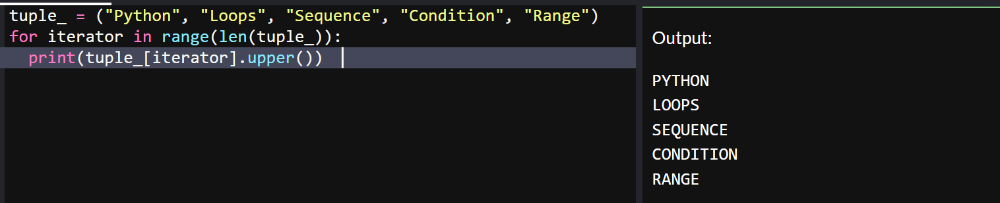 tuple_ = ("Python", "Loops", "Sequence", "Condition", "Range")
for iterator in range(len(tuple_)):
  print(tuple_[iterator].upper())
Output:
PYTHON
LOOPS
SEQUENCE
CONDITION
RANGE